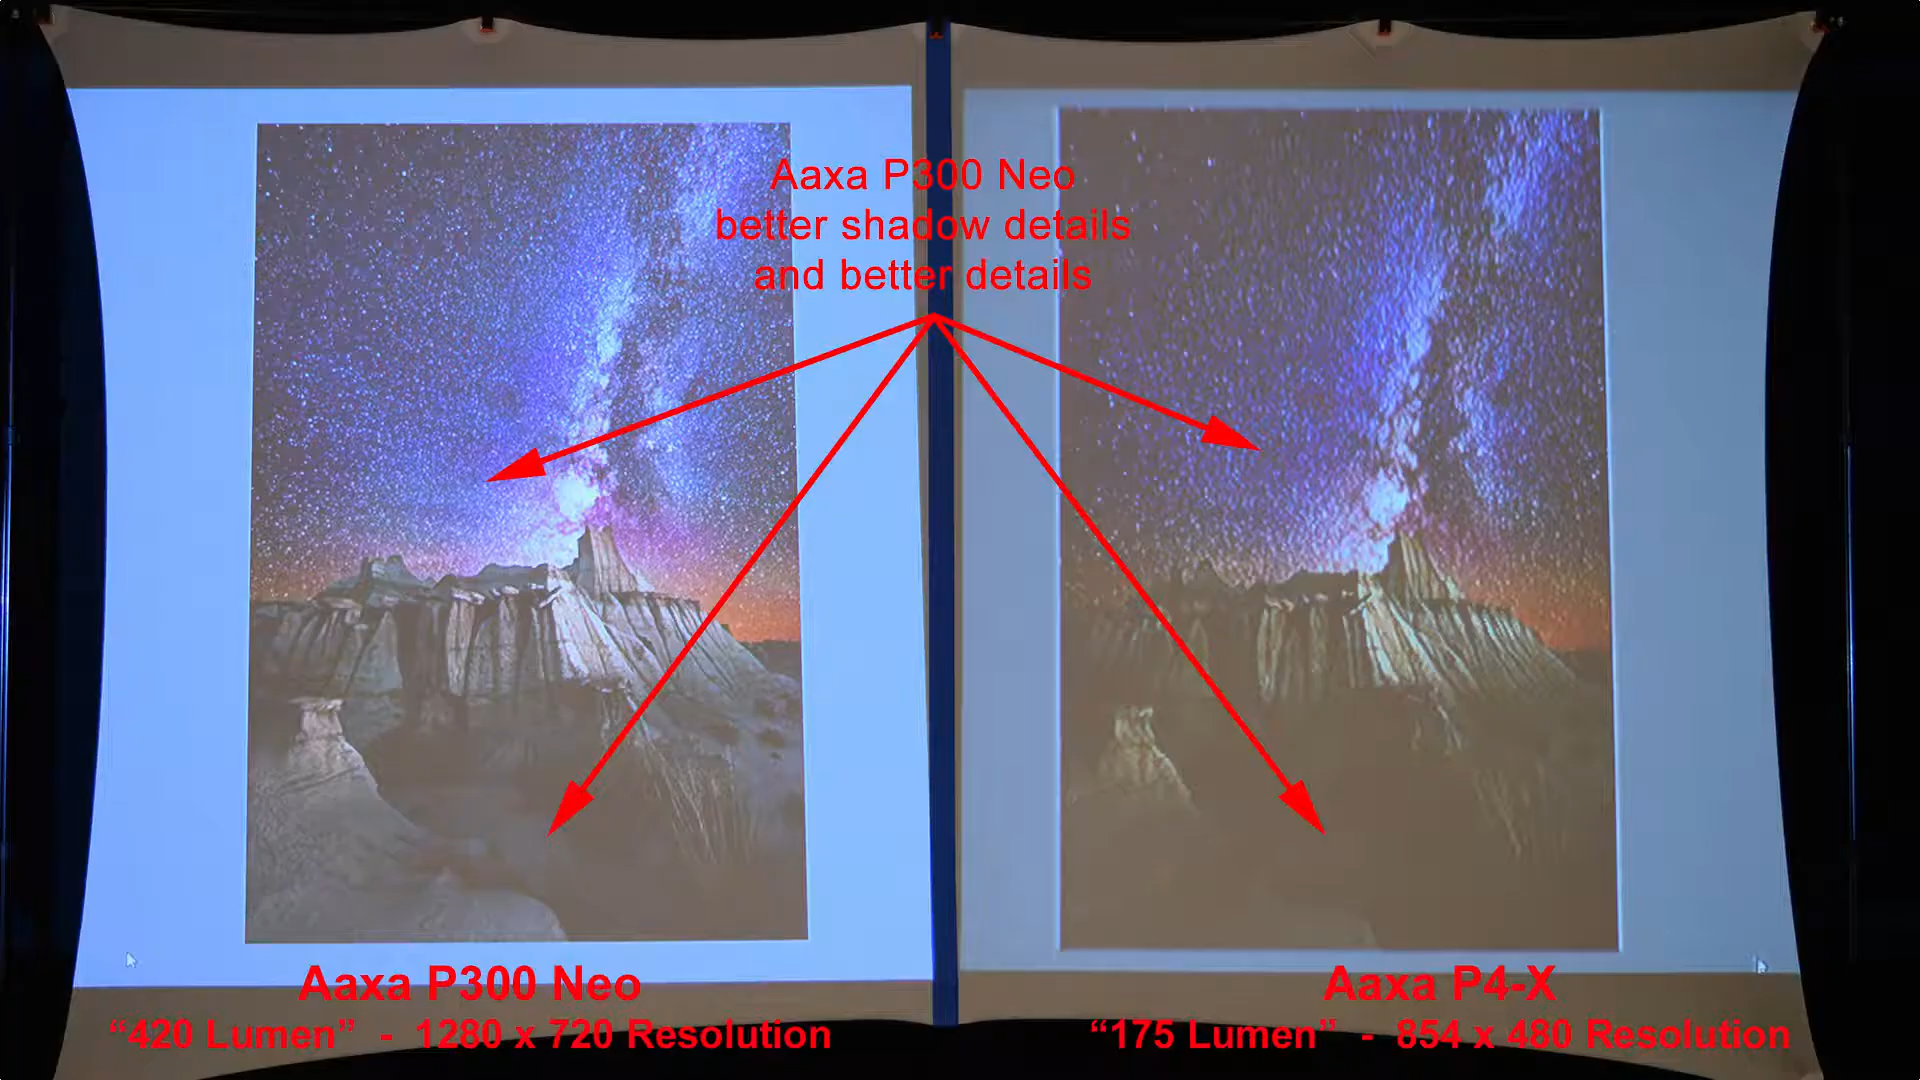 Aaxa P300 Neo
better shadow details
and better details
Aaxa P300 Neo
“420 Lumen” - 1280 x 720 Resolution
Aaxa P4-X
“175 Lumen” - 854 x 480 Resolution